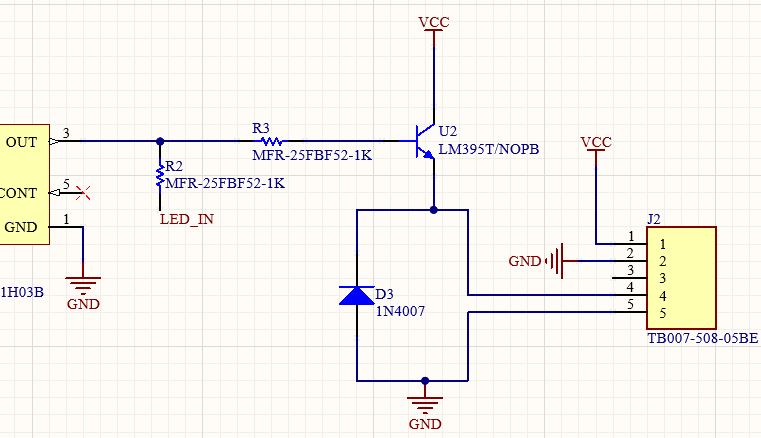 VCC
OUT
3
R3
MFR-25FBF52-1K
U2
LM395T/NOPB
R2
MFR-25FBF52-1K
CONT
5
LED_IN
GND
1
GND
1H03B
VCC
J2
1
1
GND
2
2
3
3
4
4
5
5
TB007-508-05BE
D3
1N4007
GND